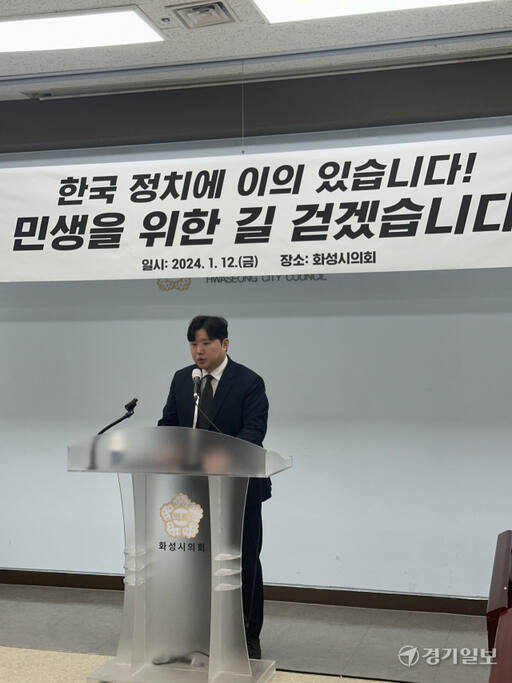 한국 정치에 이의 있습니다!
민생을 위한 길 걷겠습니다
일시: 2024. 1. 12.(금) 장소: 화성시의회
HWASEONG CITY COUNCIL
화성시의회
경기일보